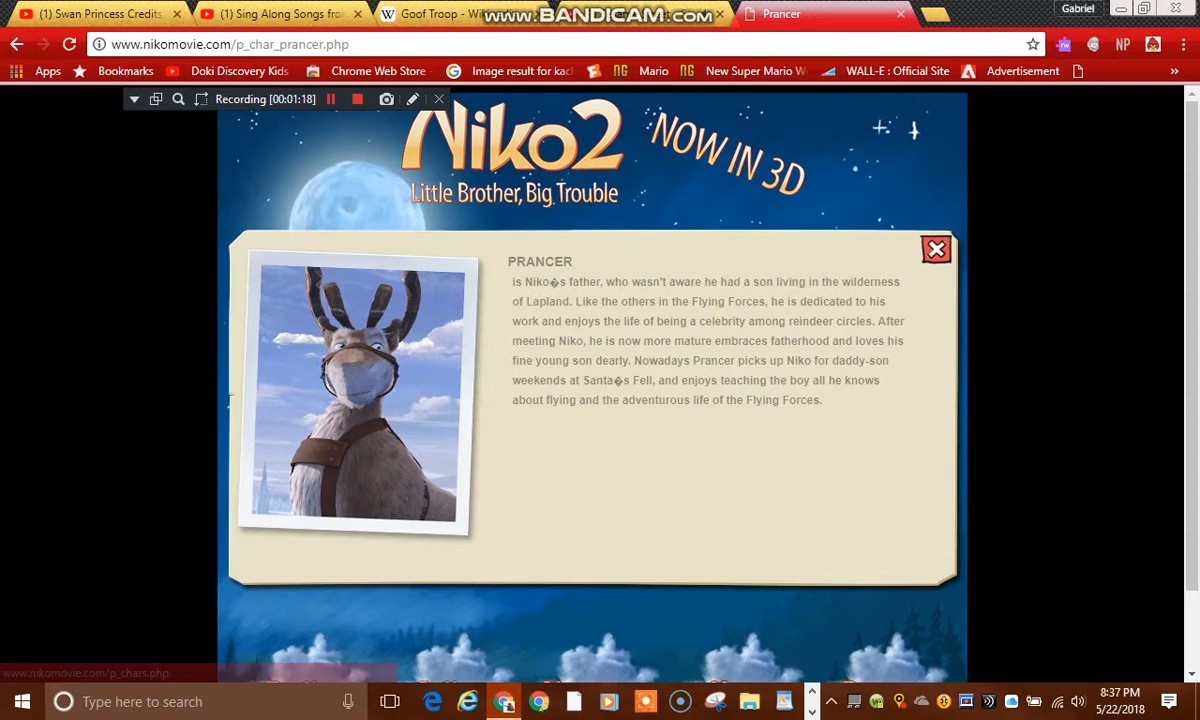 (1) Swan Princess Credits
(1) Sing Along Songs from
Goof Troop - Wi
www.BANDICAM.com
Prancer
Gabriel
www.nikomovie.com/p_char_prancer.php
NP
Apps
Bookmarks
Doki Discovery Kids
Chrome Web Store -
Image result for kac
NG
Mario
NG
New Super Mario W
WALL-E : Official Site
Advertisement
»
Recording [00:01:18]
Niko2
Little Brother, Big Trouble
NOW IN 3D
PRANCER
is Niko�s father, who wasn't aware he had a son living in the wilderness
of Lapland. Like the others in the Flying Forces, he is dedicated to his
work and enjoys the life of being a celebrity among reindeer circles. After
meeting Niko, he is now more mature embraces fatherhood and loves his
fine young son dearly. Nowadays Prancer picks up Niko for daddy-son
weekends at Santa�s Fell, and enjoys teaching the boy all he knows
about flying and the adventurous life of the Flying Forces.
www.nikomovie.com/p_chars.php
Type here to search
8:37 PM
5/22/2018